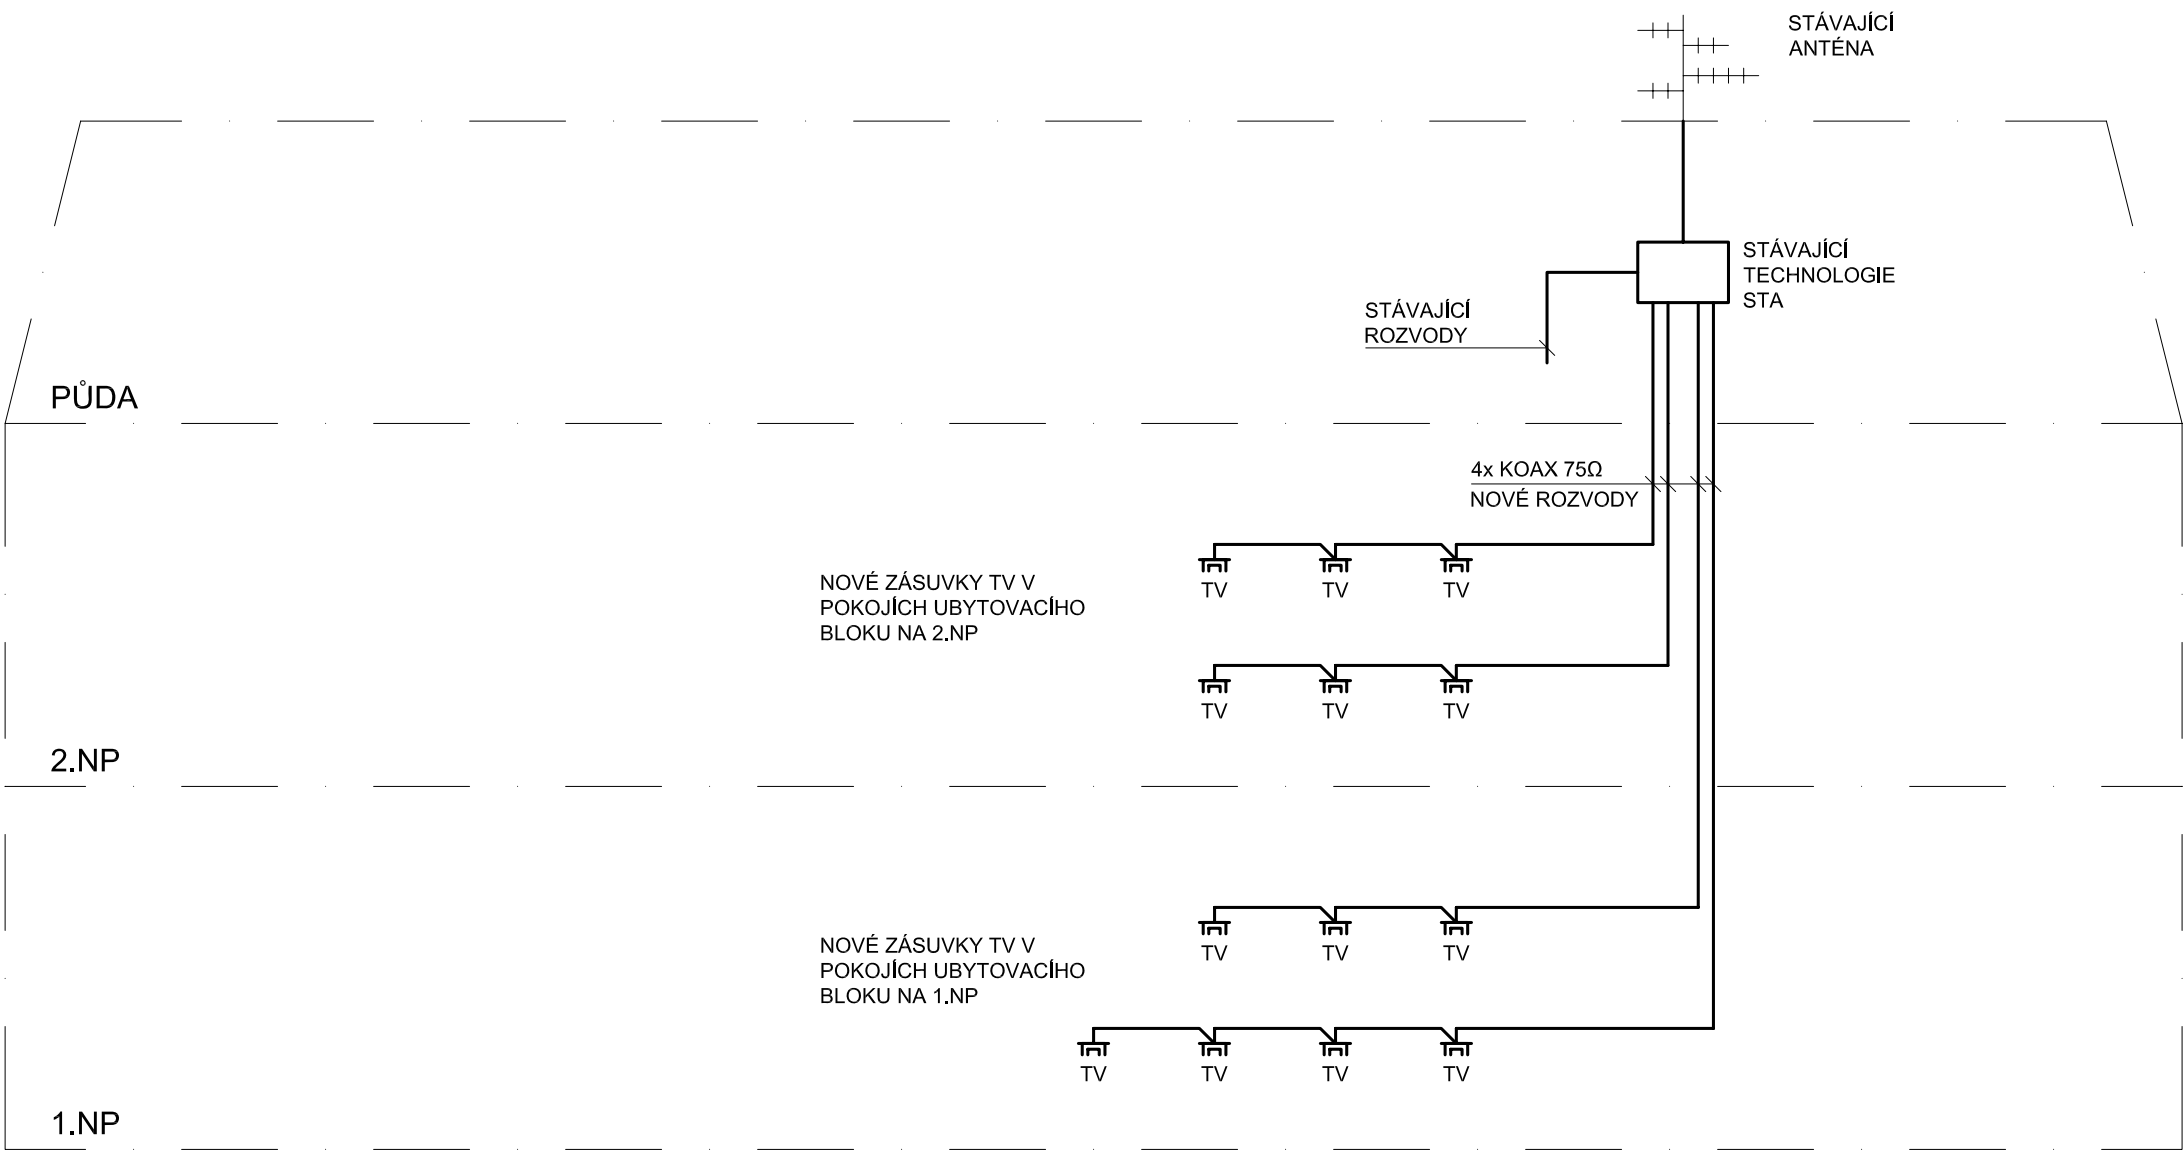 STÁVAJÍCÍ
ANTÉNA
STÁVAJÍCÍ
TECHNOLOGIE
STA
STÁVAJÍCÍ
ROZVODY
PŮDA
4x KOAX 75Ω
NOVÉ ROZVODY
NOVÉ ZÁSUVKY TV V
POKOJÍCH UBYTOVACÍHO
BLOKU NA 2.NP
TV TV TV
TV TV TV
2.NP
NOVÉ ZÁSUVKY TV V
POKOJÍCH UBYTOVACÍHO
BLOKU NA 1.NP
TV TV TV
TV TV TV TV
1.NP